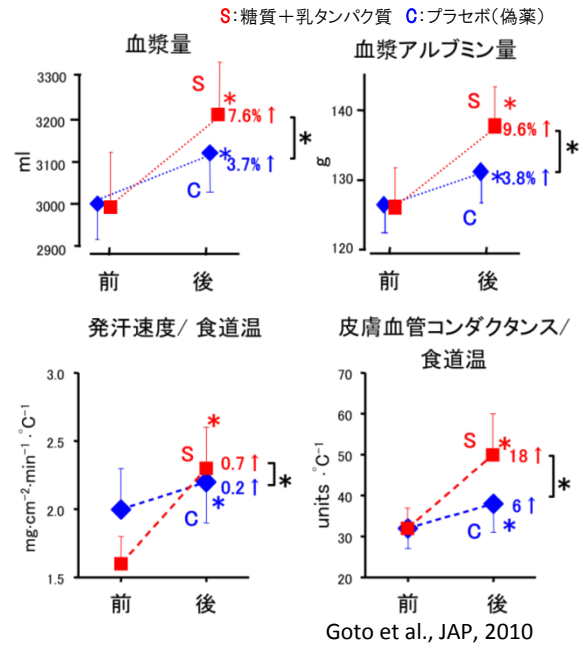 S:糖質＋乳タンパク質 C:プラセボ(偽薬)
血漿量
3300
3200
3100
3000
2900
ml
S
*
7.6%↑
*
3.7%↑
C
*
前 後
血漿アルブミン量
140
130
120
g
S
*
9.6%↑
*
3.8%↑
C
*
前 後
発汗速度/ 食道温
3.0
2.5
2.0
1.5
mg·cm⁻²·min⁻¹·℃⁻¹
*
S
0.7↑
0.2↑
C
*
*
前 後
皮膚血管コンダクタンス/
食道温
70
60
50
40
30
20
units·℃⁻¹
S
*
18↑
6↑
C
*
*
前 後
Goto et al., JAP, 2010